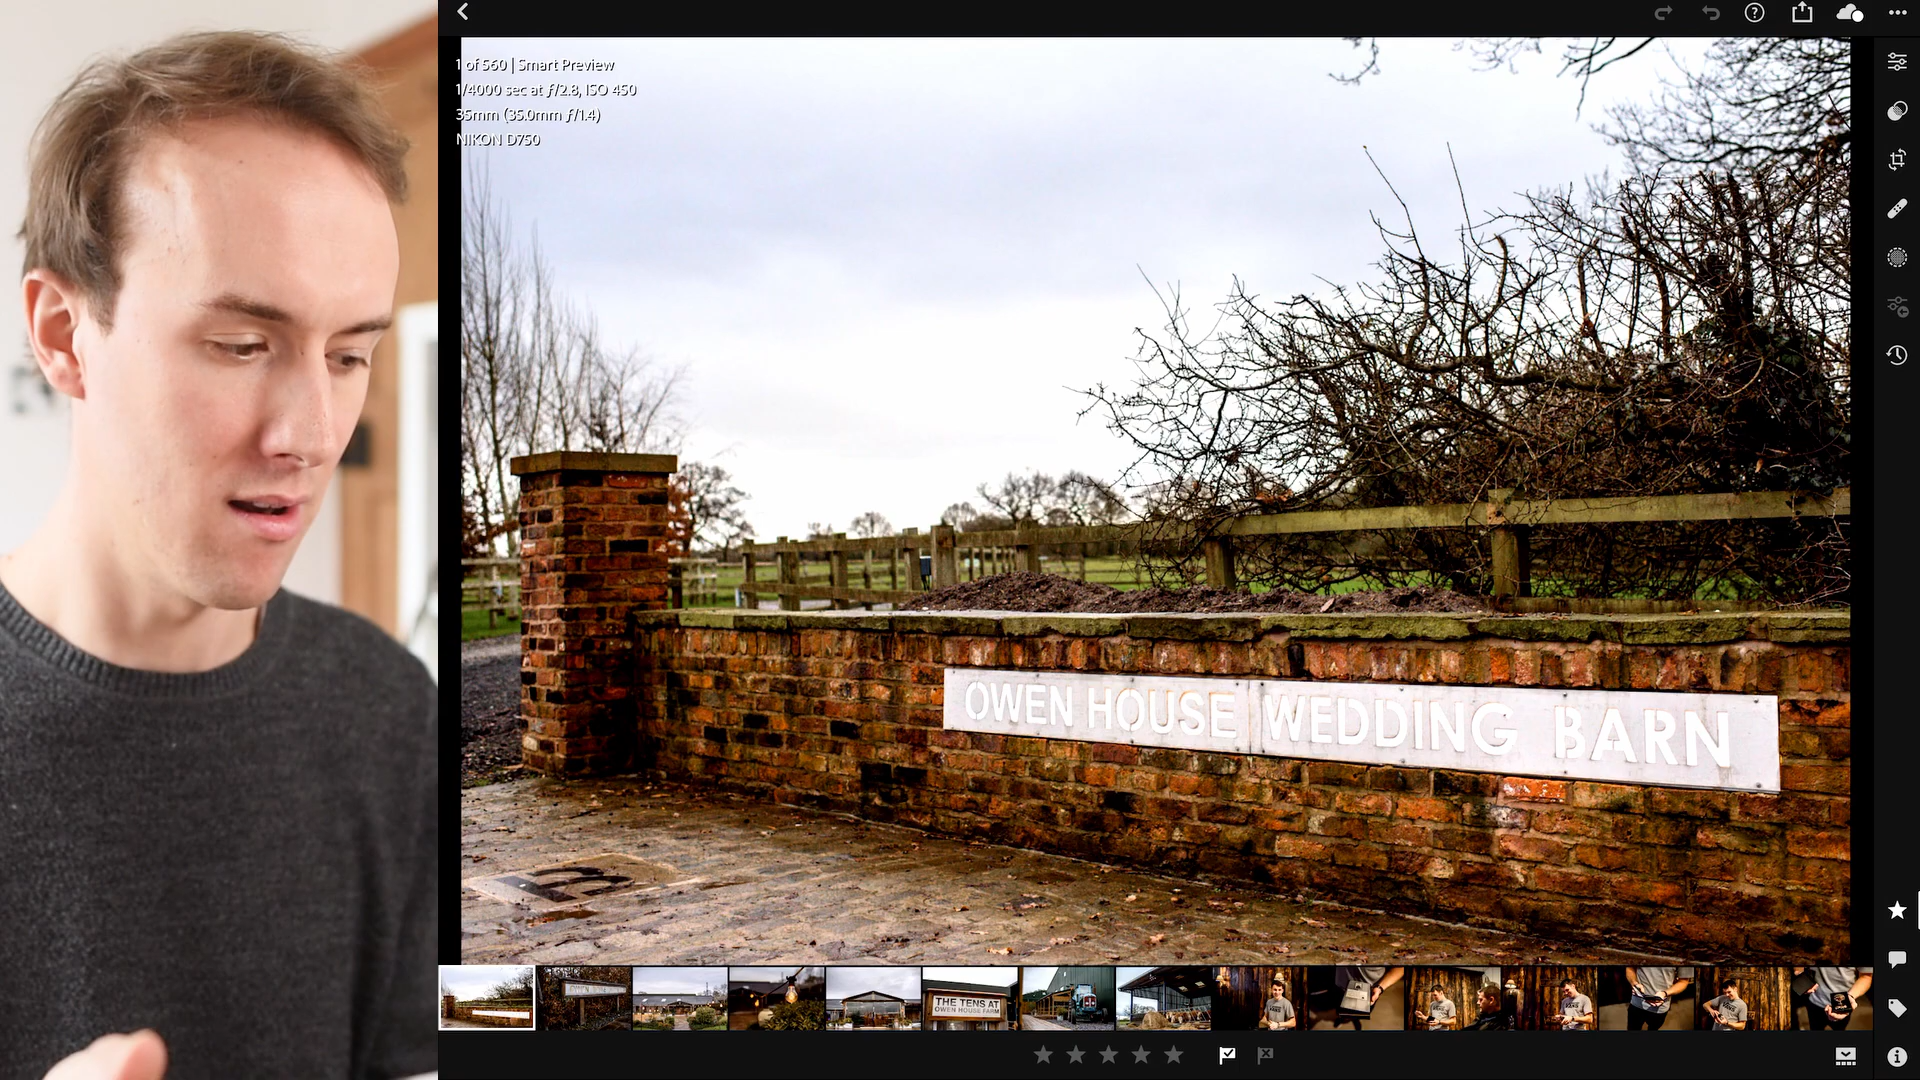 1 of 560 | Smart Preview
1/4000 sec at ƒ/2.8, ISO 450
35mm (35.0mm ƒ/1.4)
NIKON D750
OWEN HOUSE WEDDING BARN
THE TENS AT
OWEN HOUSE FARM